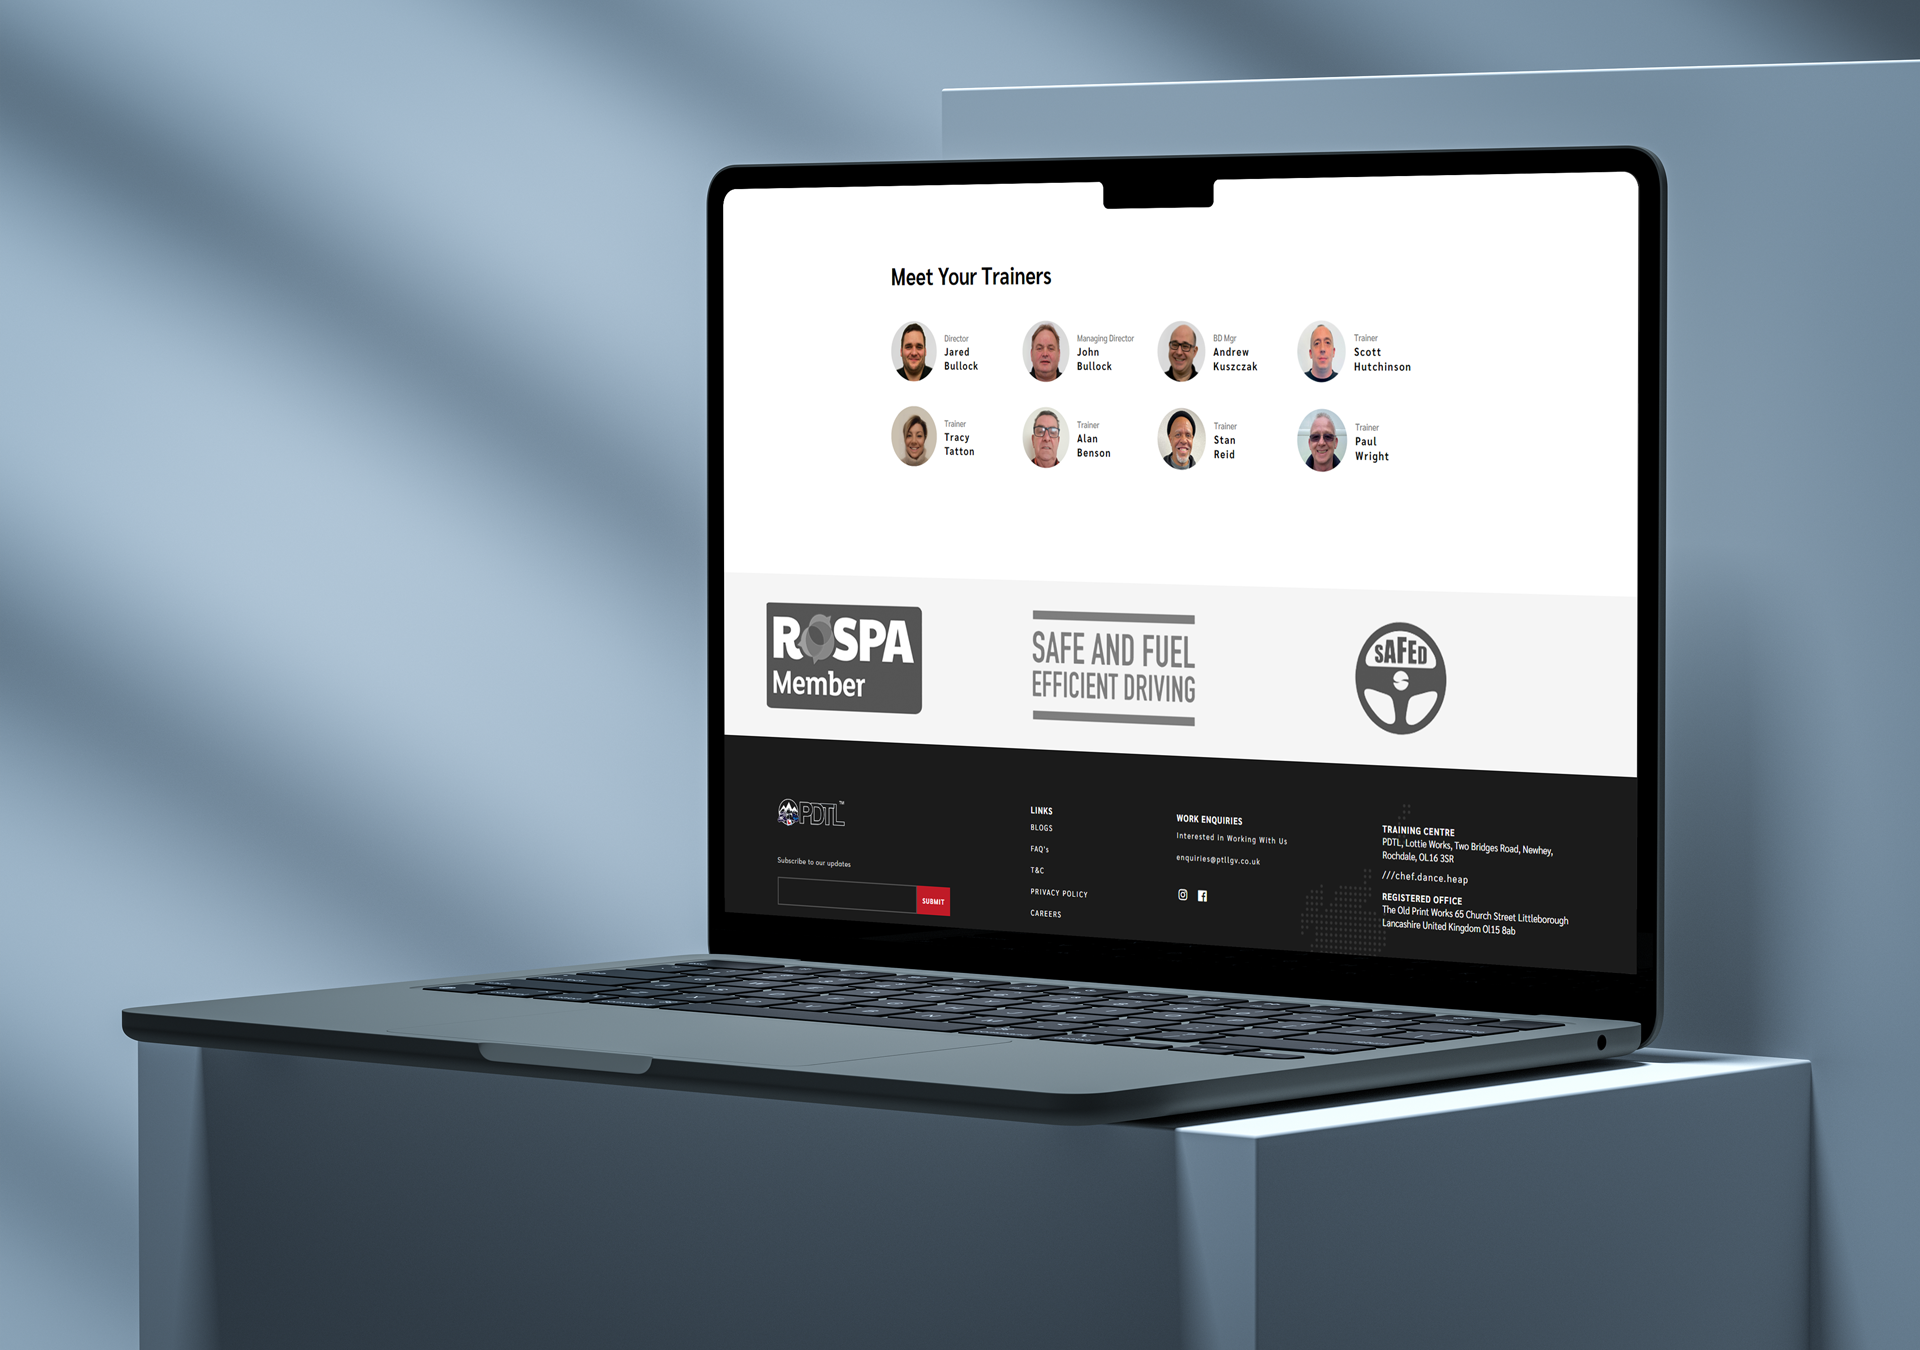 Meet Your Trainers
Director
Jared
Bullock
Managing Director
John
Bullock
BD Mgr
Andrew
Kuszczak
Trainer
Scott
Hutchinson
Trainer
Tracy
Tatton
Trainer
Alan
Benson
Trainer
Stan
Reid
Trainer
Paul
Wright
RoSPA
Member
SAFE AND FUEL
EFFICIENT DRIVING
SAFED
PDTL™
Subscribe to our updates
SUBMIT
LINKS
BLOGS
FAQ's
T&C
PRIVACY POLICY
CAREERS
WORK ENQUIRIES
Interested In Working With Us
enquiries@ptllgv.co.uk
TRAINING CENTRE
PDTL, Lottie Works, Two Bridges Road, Newhey,
Rochdale, OL16 3SR
///chef.dance.heap
REGISTERED OFFICE
The Old Print Works 65 Church Street Littleborough
Lancashire United Kingdom Ol15 8ab